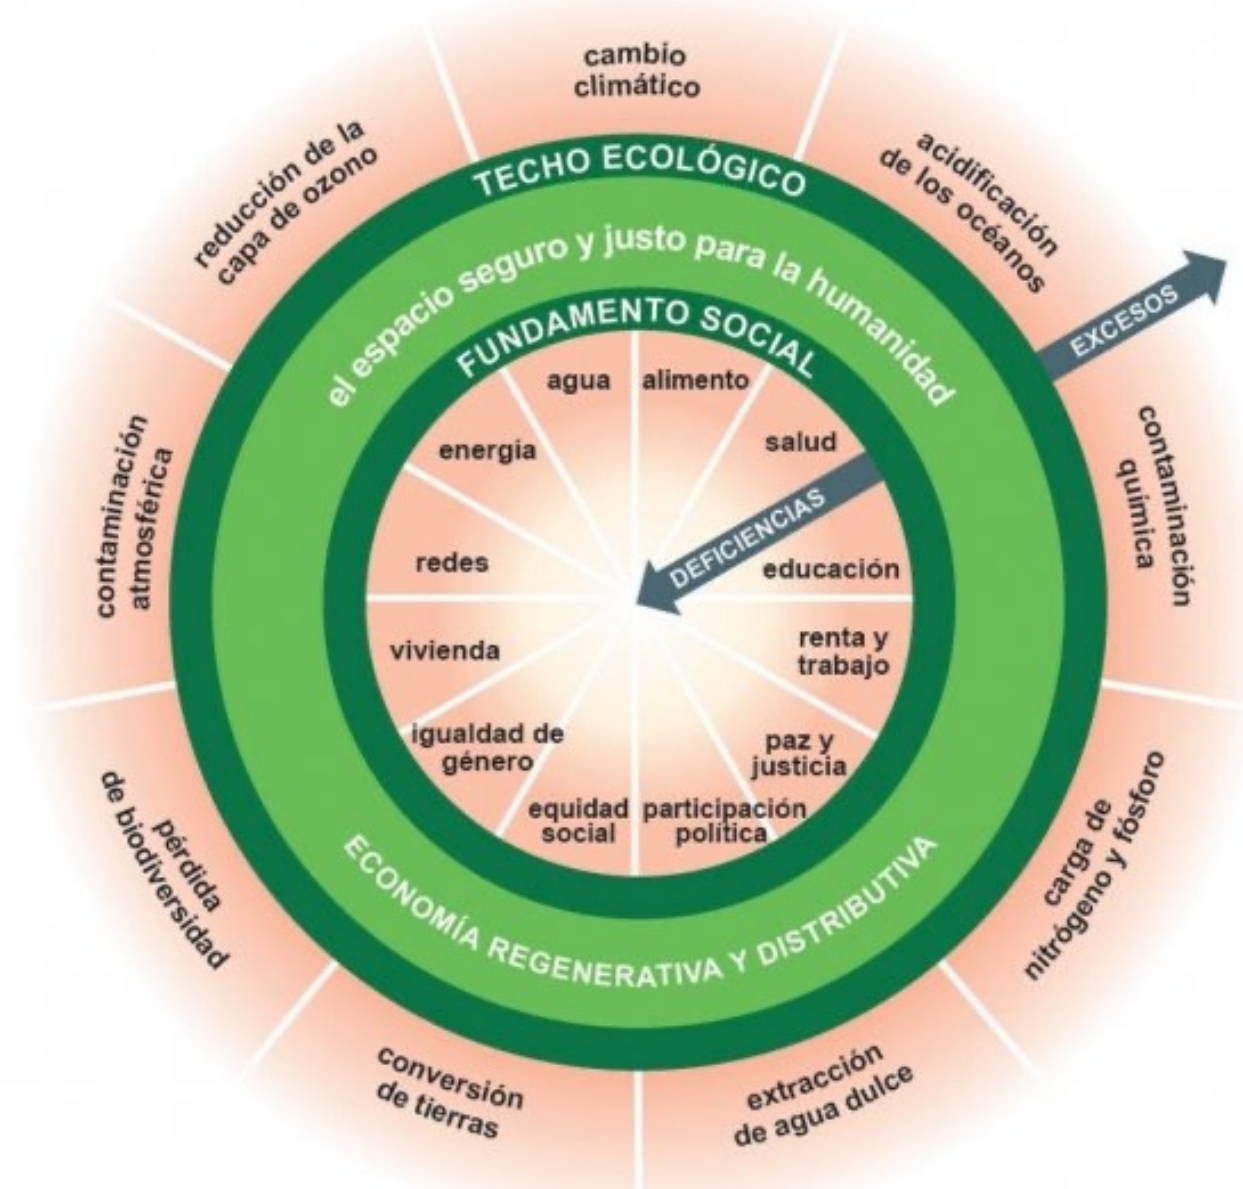 cambio
climático
acidificación
de los océanos
EXCESOS
contaminación
química
carga de
nitrógeno y fósforo
extracción
de agua dulce
conversión
de tierras
pérdida
de biodiversidad
contaminación
atmosférica
reducción de la
capa de ozono
TECHO ECOLÓGICO
el espacio seguro y justo para la humanidad
FUNDAMENTO SOCIAL
agua
alimento
salud
DEFICIENCIAS
educación
renta y
trabajo
paz y
justicia
participación
política
equidad
social
igualdad de
género
vivienda
redes
energía
ECONOMÍA REGENERATIVA Y DISTRIBUTIVA